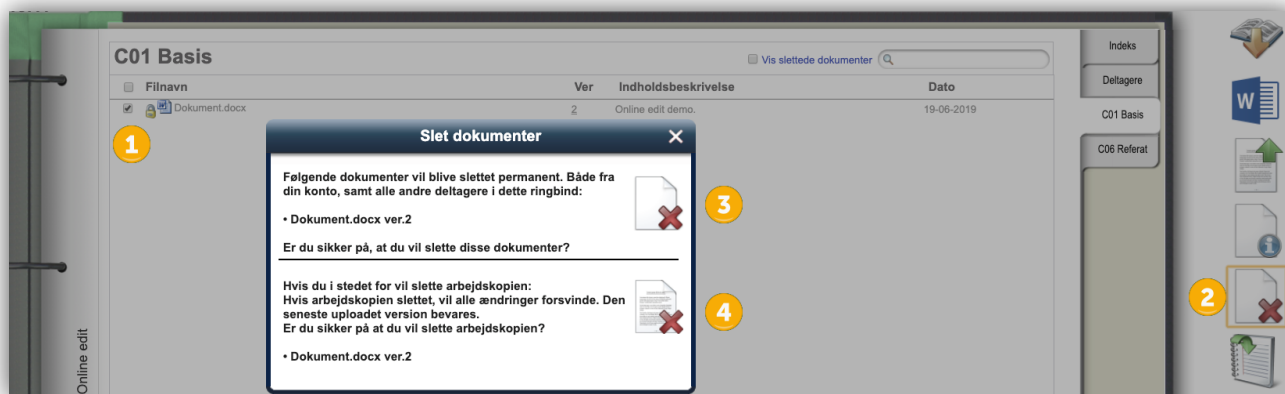 C01 Basis
Vis slettede dokumenter
Filnavn Ver Indholdsbeskrivelse Dato
Dokument.docx 2 Online edit demo. 19-06-2019
1
Slet dokumenter
Følgende dokumenter vil blive slettet permanent. Både fra
din konto, samt alle andre deltagere i dette ringbind:
• Dokument.docx ver.2
Er du sikker på, at du vil slette disse dokumenter?
3
Hvis du i stedet for vil slette arbejdskopien:
Hvis arbejdskopien slettet, vil alle ændringer forsvinde. Den
seneste uploadet version bevares.
Er du sikker på at du vil slette arbejdskopien?
• Dokument.docx ver.2
4
Indeks
Deltagere
C01 Basis
C06 Referat
W
2
Online edit